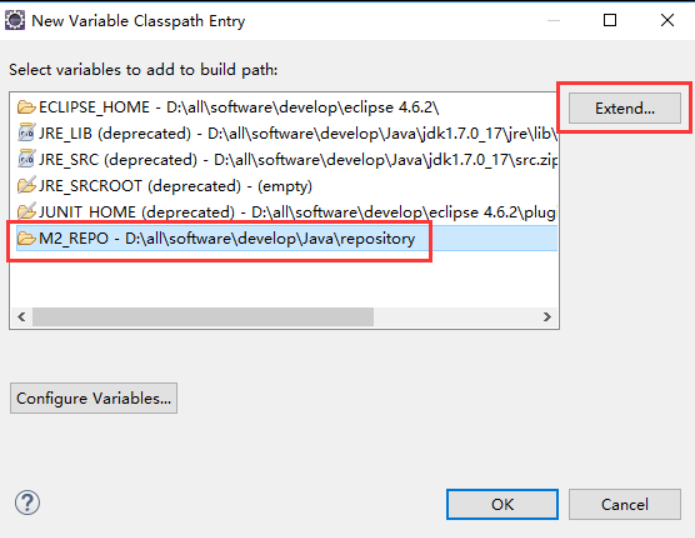 New Variable Classpath Entry
Select variables to add to build path:
ECLIPSE_HOME - D:\all\software\develop\eclipse 4.6.2\
Extend...
JRE_LIB (deprecated) - D:\all\software\develop\Java\jdk1.7.0_17\jre\lib\
JRE_SRC (deprecated) - D:\all\software\develop\Java\jdk1.7.0_17\src.zip
JRE_SRCROOT (deprecated) - (empty)
JUNIT_HOME (deprecated) - D:\all\software\develop\eclipse 4.6.2\plug
M2_REPO - D:\all\software\develop\Java\repository
Configure Variables...
?
OK
Cancel